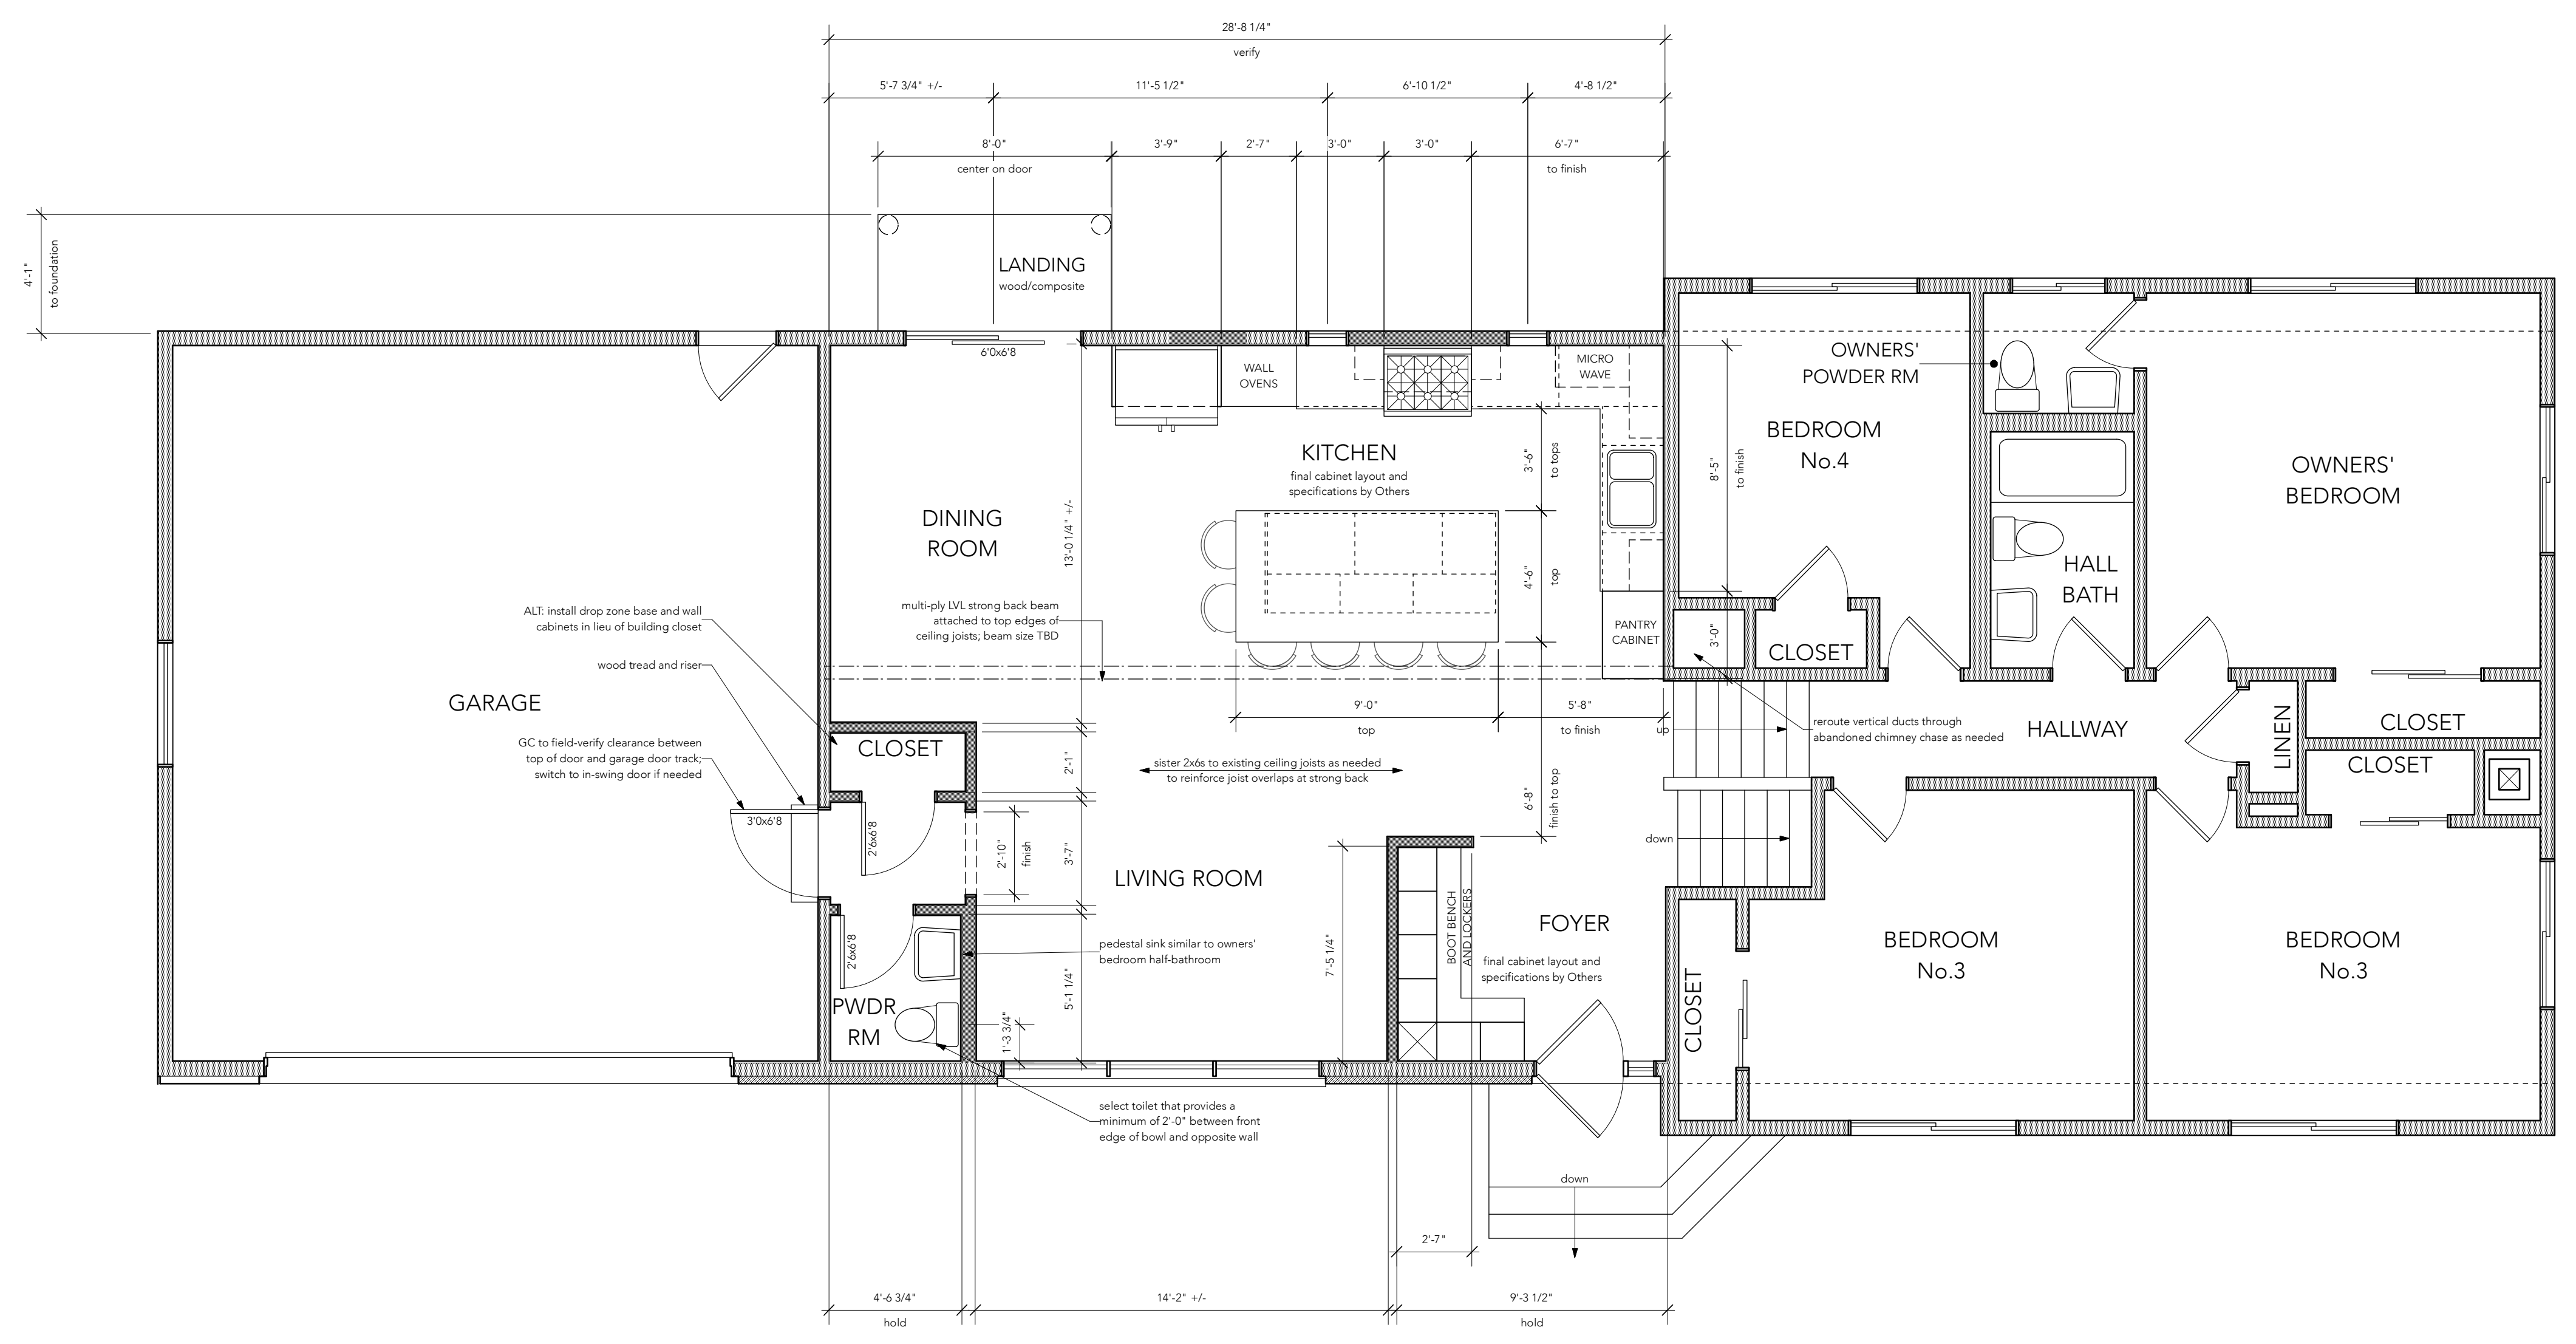 28'-8 1/4"
verify
5'-7 3/4" +/-
11'-5 1/2"
6'-10 1/2"
4'-8 1/2"
8'-0"
center on door
3'-9"
2'-7"
3'-0"
3'-0"
6'-7"
to finish
4'-1"
to foundation
LANDING
wood/composite
6'0x6'8
WALL
OVENS
MICRO
WAVE
OWNERS'
POWDER RM
BEDROOM
No.4
KITCHEN
final cabinet layout and
specifications by Others
3'-6"
to tops
8'-5"
to finish
OWNERS'
BEDROOM
DINING
ROOM
13'-0 1/4" +/-
4'-6"
top
HALL
BATH
multi-ply LVL strong back beam
attached to top edges of
ceiling joists; beam size TBD
ALT: install drop zone base and wall
cabinets in lieu of building closet
wood tread and riser
PANTRY
CABINET
3'-0"
CLOSET
GARAGE
9'-0"
top
5'-8"
to finish
up
reroute vertical ducts through
abandoned chimney chase as needed
HALLWAY
LINEN
CLOSET
GC to field-verify clearance between
top of door and garage door track;
switch to in-swing door if needed
CLOSET
2'-1"
sister 2x6s to existing ceiling joists as needed
to reinforce joist overlaps at strong back
6'-8"
finish to top
CLOSET
3'0x6'8
2'6x6'8
2'-10"
finish
3'-7"
down
LIVING ROOM
BOOT BENCH
AND LOCKERS
FOYER
final cabinet layout and
specifications by Others
BEDROOM
No.3
BEDROOM
No.3
2'6x6'8
pedestal sink similar to owners'
bedroom half-bathroom
7'-5 1/4"
5'-1 1/4"
CLOSET
PWDR
RM
1'-3 3/4"
select toilet that provides a
minimum of 2'-0" between front
edge of bowl and opposite wall
down
2'-7"
4'-6 3/4"
hold
14'-2" +/-
9'-3 1/2"
hold